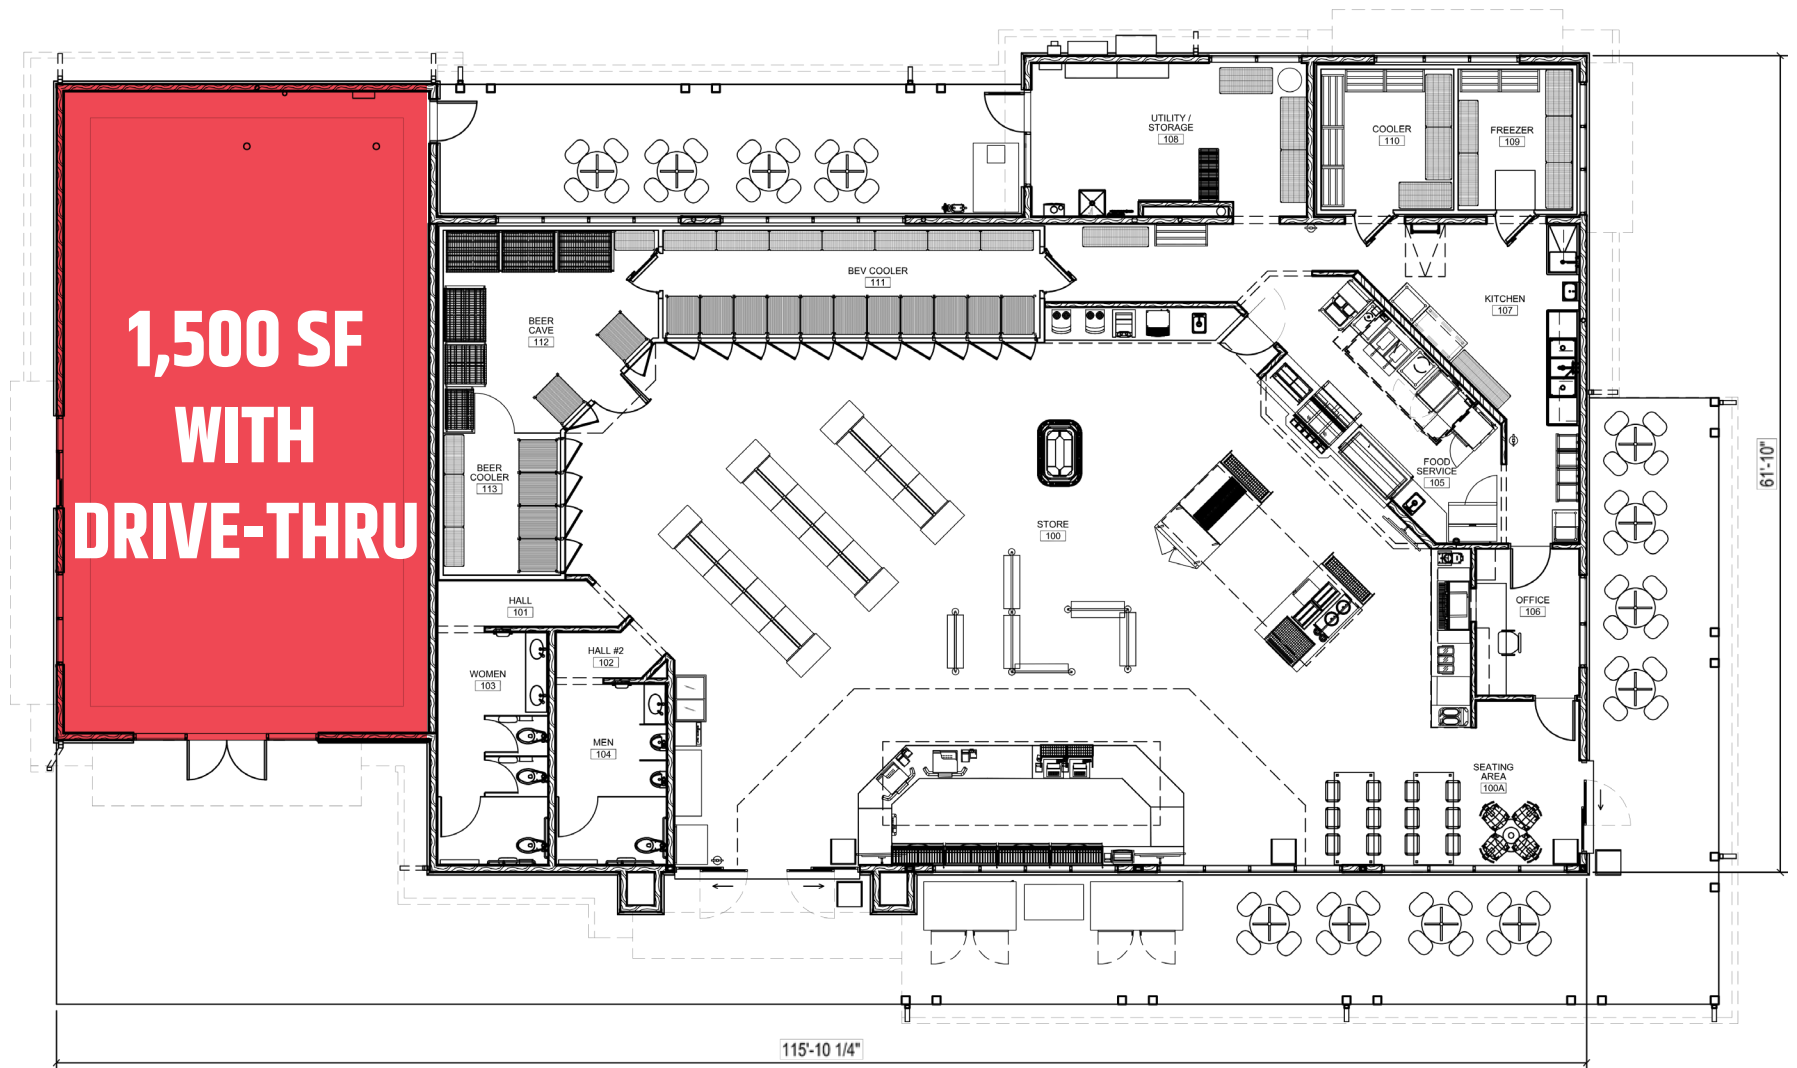 1,500 SF
WITH
DRIVE-THRU
UTILITY /
STORAGE
108
COOLER
110
FREEZER
109
BEV COOLER
111
BEER
CAVE
112
KITCHEN
107
BEER
COOLER
113
FOOD
SERVICE
105
STORE
100
HALL
101
OFFICE
106
HALL #2
102
WOMEN
103
MEN
104
SEATING
AREA
100A
61'-10"
115'-10 1/4"